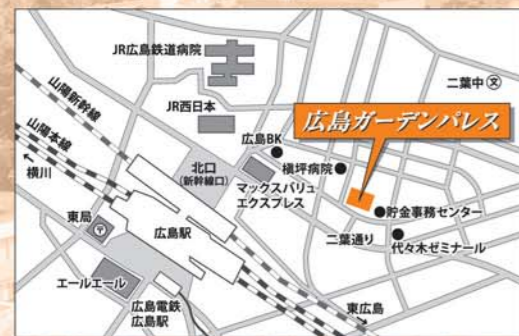 JR広島鉄道病院
山陽新幹線
二葉中
文
JR西日本
山陽本線
広島BK
広島ガーデンパレス
北口
(新幹線口)
槇坪病院
横川
マックスバリュ
エクスプレス
東局
〒
貯金事務センター
広島駅
二葉通り
代々木ゼミナール
エールエール
東広島
広島電鉄
広島駅